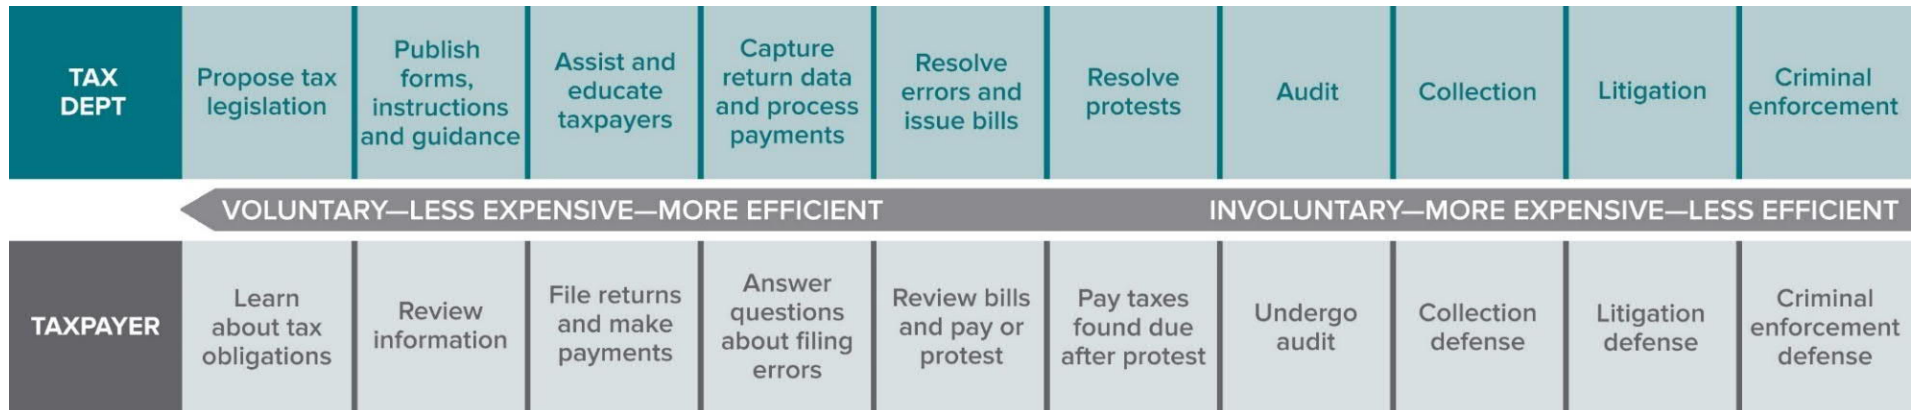 TAX
DEPT
Propose tax
legislation
Publish
forms,
instructions
and guidance
Assist and
educate
taxpayers
Capture
return data
and process
payments
Resolve
errors and
issue bills
Resolve
protests
Audit
Collection
Litigation
Criminal
enforcement
VOLUNTARY—LESS EXPENSIVE—MORE EFFICIENT
INVOLUNTARY—MORE EXPENSIVE—LESS EFFICIENT
TAXPAYER
Learn
about tax
obligations
Review
information
File returns
and make
payments
Answer
questions
about filing
errors
Review bills
and pay or
protest
Pay taxes
found due
after protest
Undergo
audit
Collection
defense
Litigation
defense
Criminal
enforcement
defense